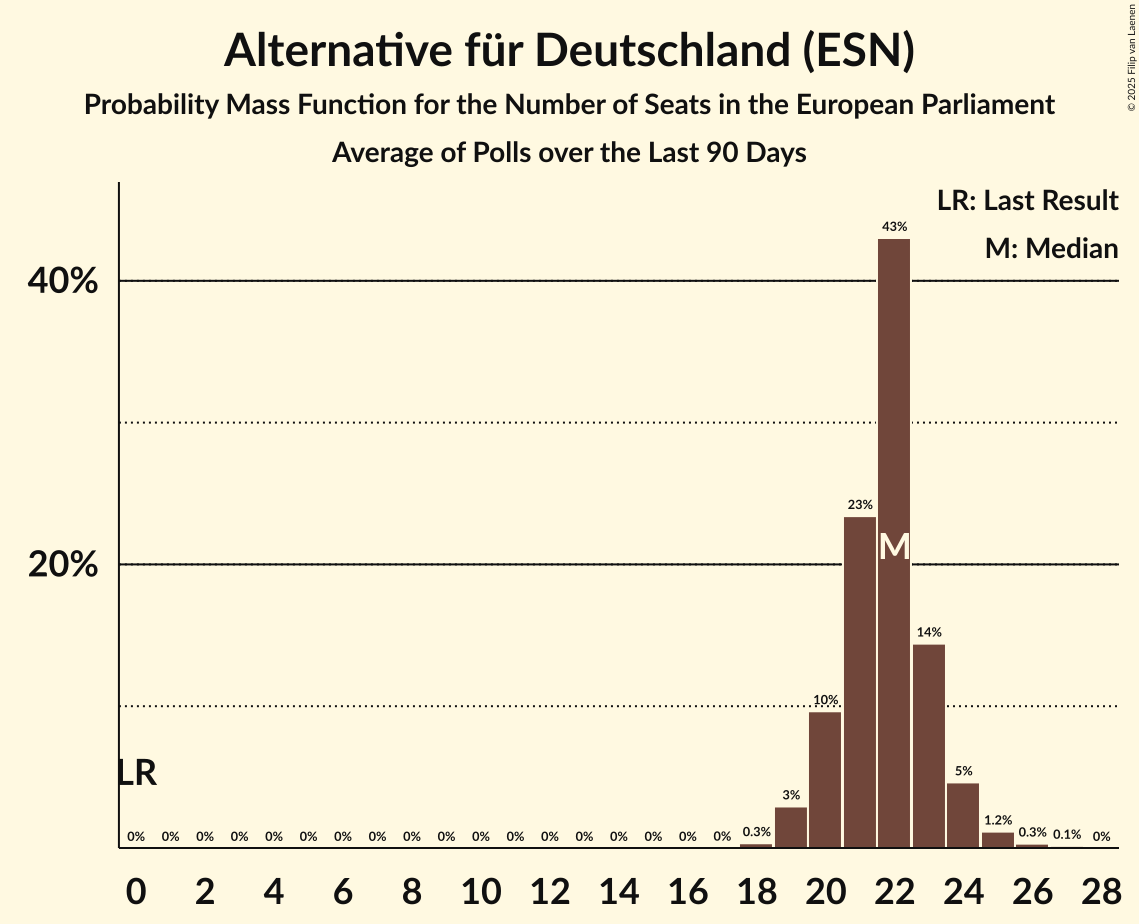 © 2025 Filip van Laenen
Alternative für Deutschland (ESN)
Probability Mass Function for the Number of Seats in the European Parliament
Average of Polls over the Last 90 Days
LR: Last Result
M: Median
43%
40%
23%
M
20%
14%
10%
LR
5%
3%
0% 0% 0% 0% 0% 0% 0% 0% 0% 0% 0% 0% 0% 0% 0% 0% 0% 0% 0.3% 1.2% 0.3% 0.1% 0%
0 2 4 6 8 10 12 14 16 18 20 22 24 26 28